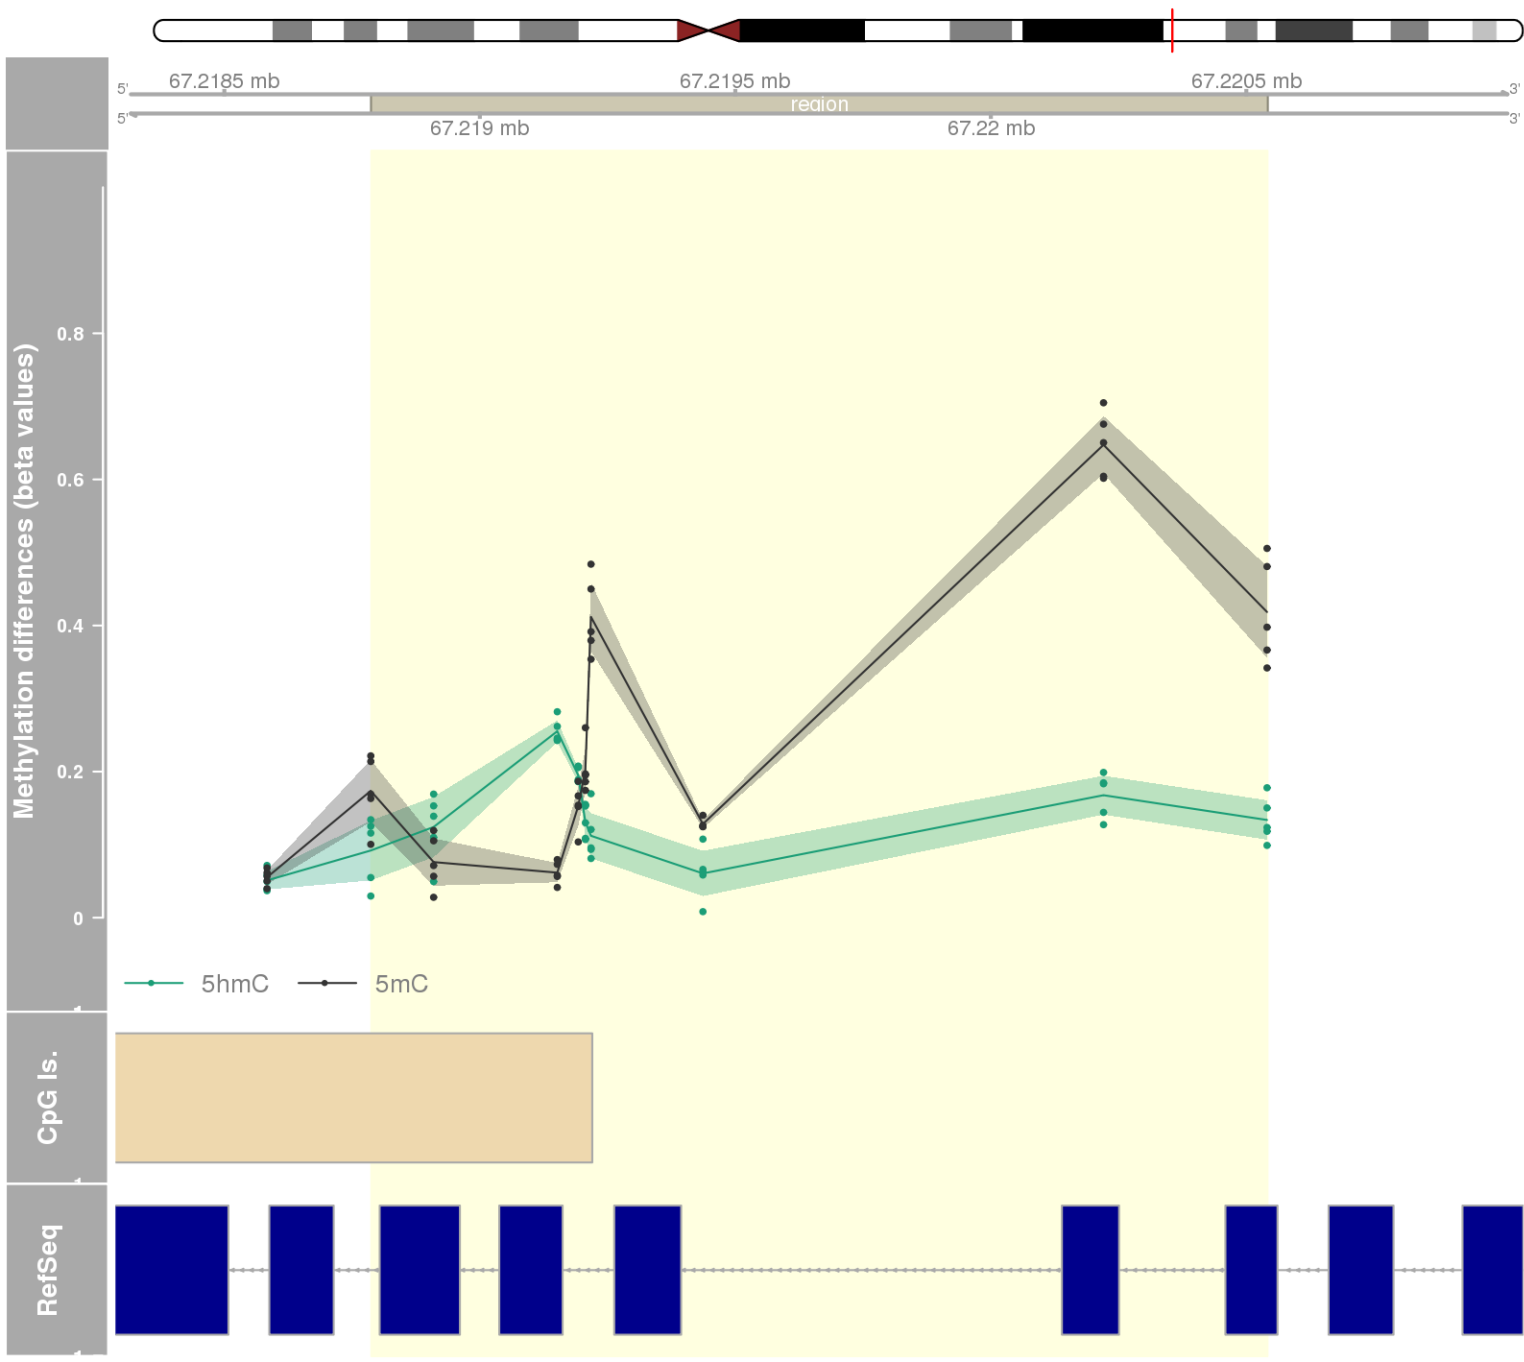 67.2185 mb
67.2195 mb
67.2205 mb
5'
3'
region
5'
3'
67.219 mb
67.22 mb
Methylation differences (beta values)
0.8
0.6
0.4
0.2
0
5hmC
5mC
CpG Is.
RefSeq